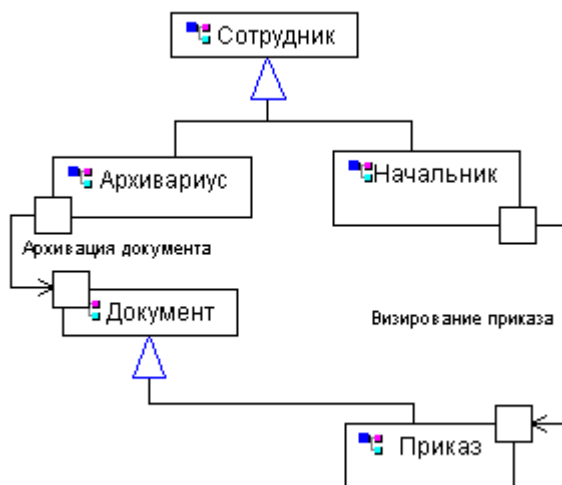 Сотрудник
Архивариус
Начальник
Архивация документа
Документ
Визирование приказа
Приказ